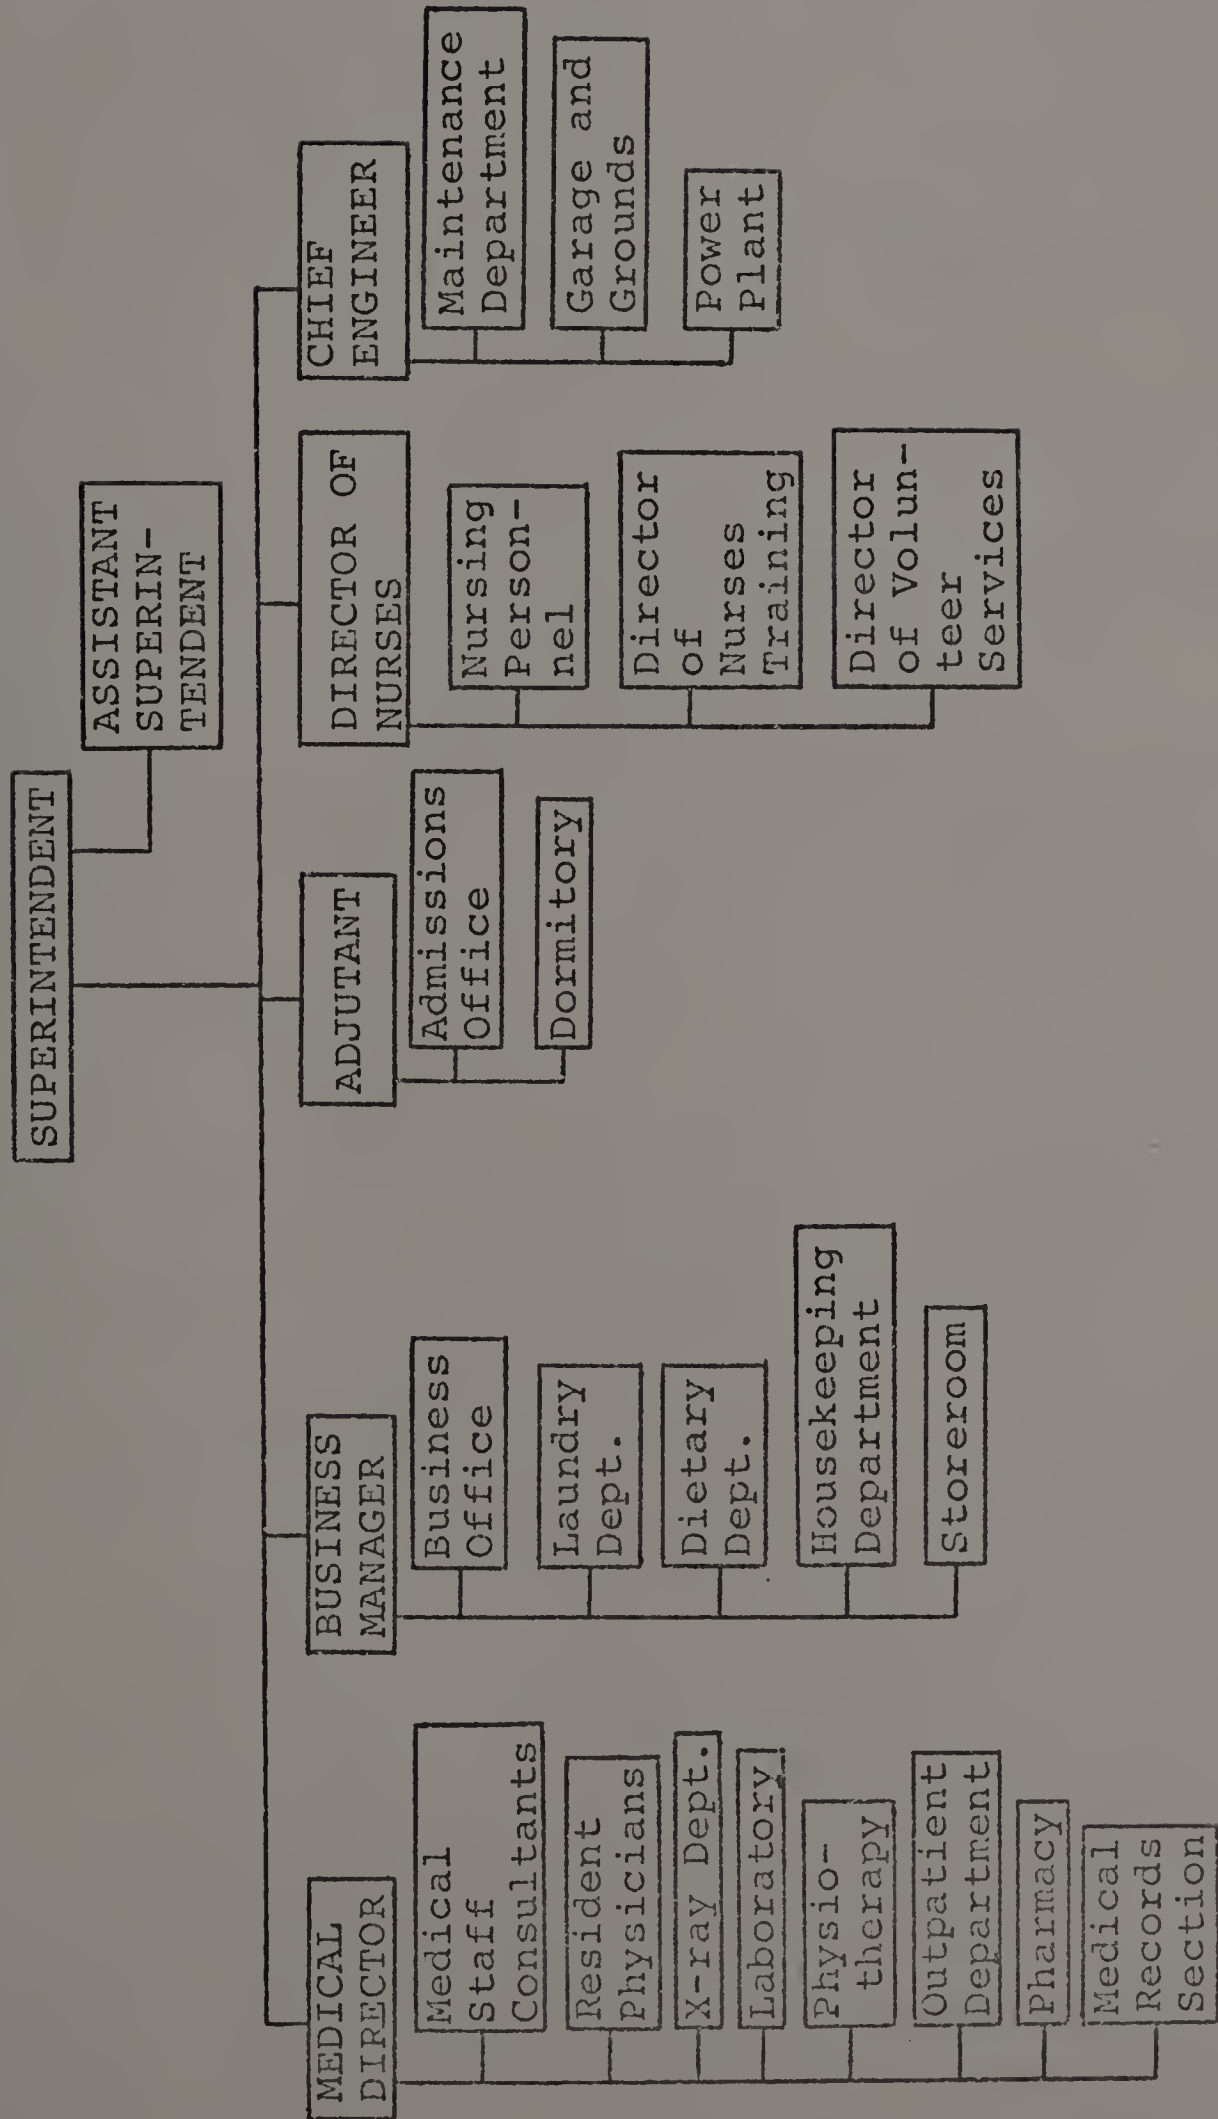 SUPERINTENDENT
ASSISTANT
SUPERIN-
TENDENT
MEDICAL
DIRECTOR
Medical
Staff
Consultants
Resident
Physicians
X-ray Dept.
Laboratory
Physio-
therapy
Outpatient
Department
Pharmacy
Medical
Records
Section
BUSINESS
MANAGER
Business
Office
Laundry
Dept.
Dietary
Dept.
Housekeeping
Department
Storeroom
ADJUTANT
Admissions
Office
Dormitory
DIRECTOR OF
NURSES
Nursing
Person-
nel
Director
of
Nurses
Training
Director
of Volun-
teer
Services
CHIEF
ENGINEER
Maintenance
Department
Garage and
Grounds
Power
Plant